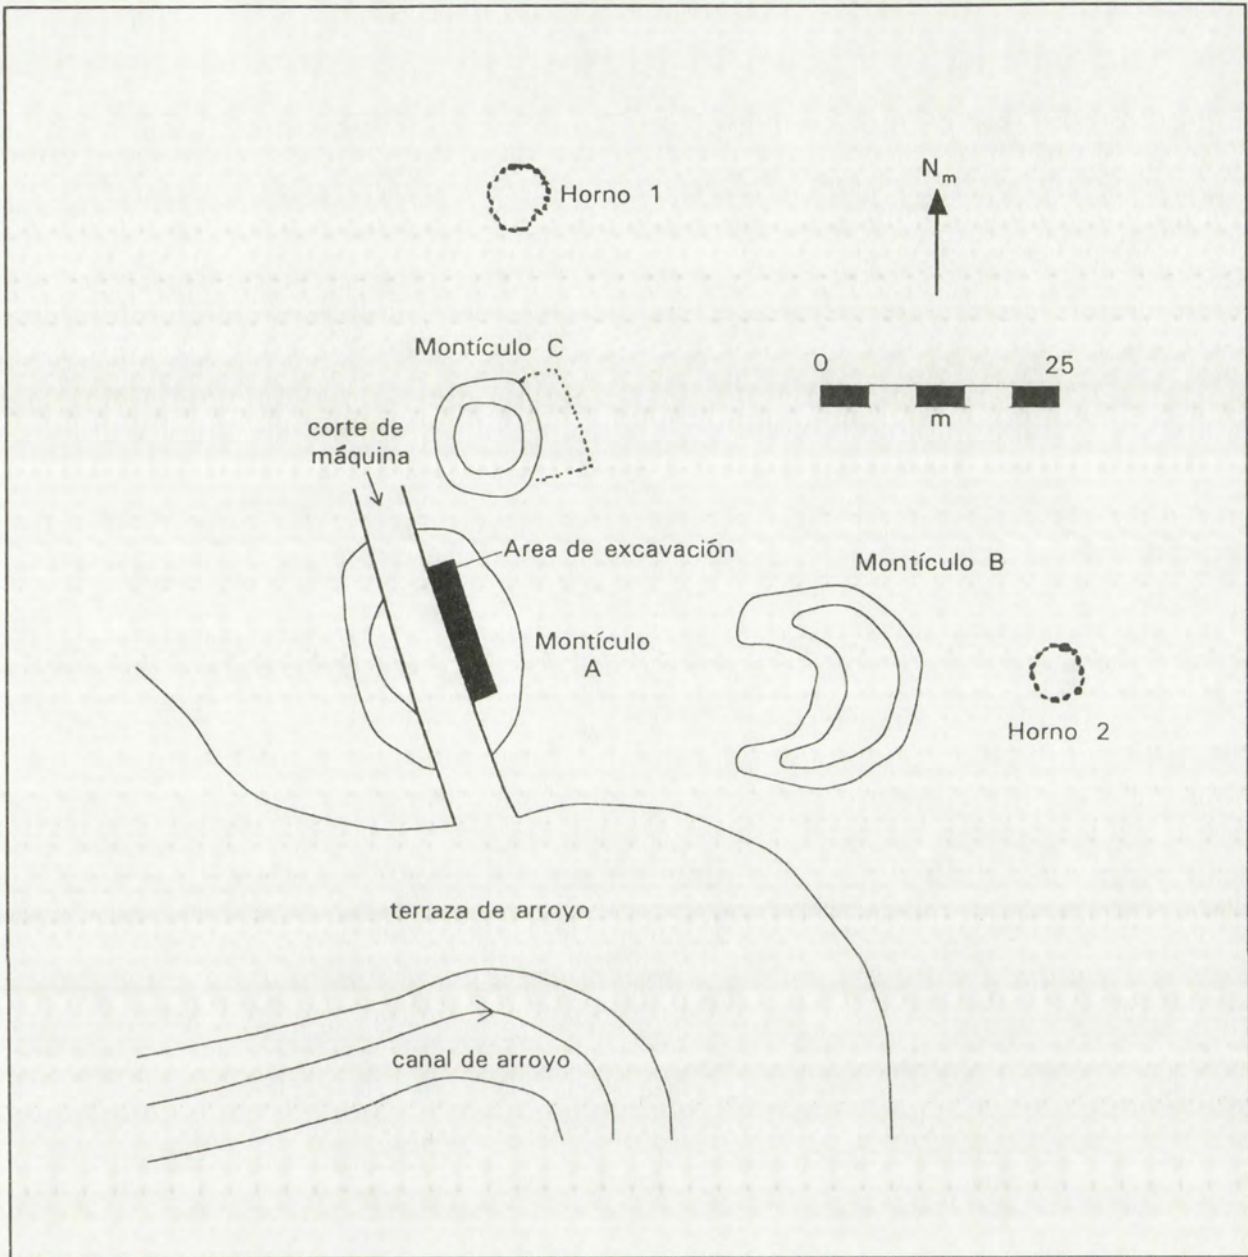 Horno 1
N m
Montículo C
0 25
m
corte de
máquina
Area de excavación
Montículo B
Montículo
A
Horno 2
terraza de arroyo
canal de arroyo